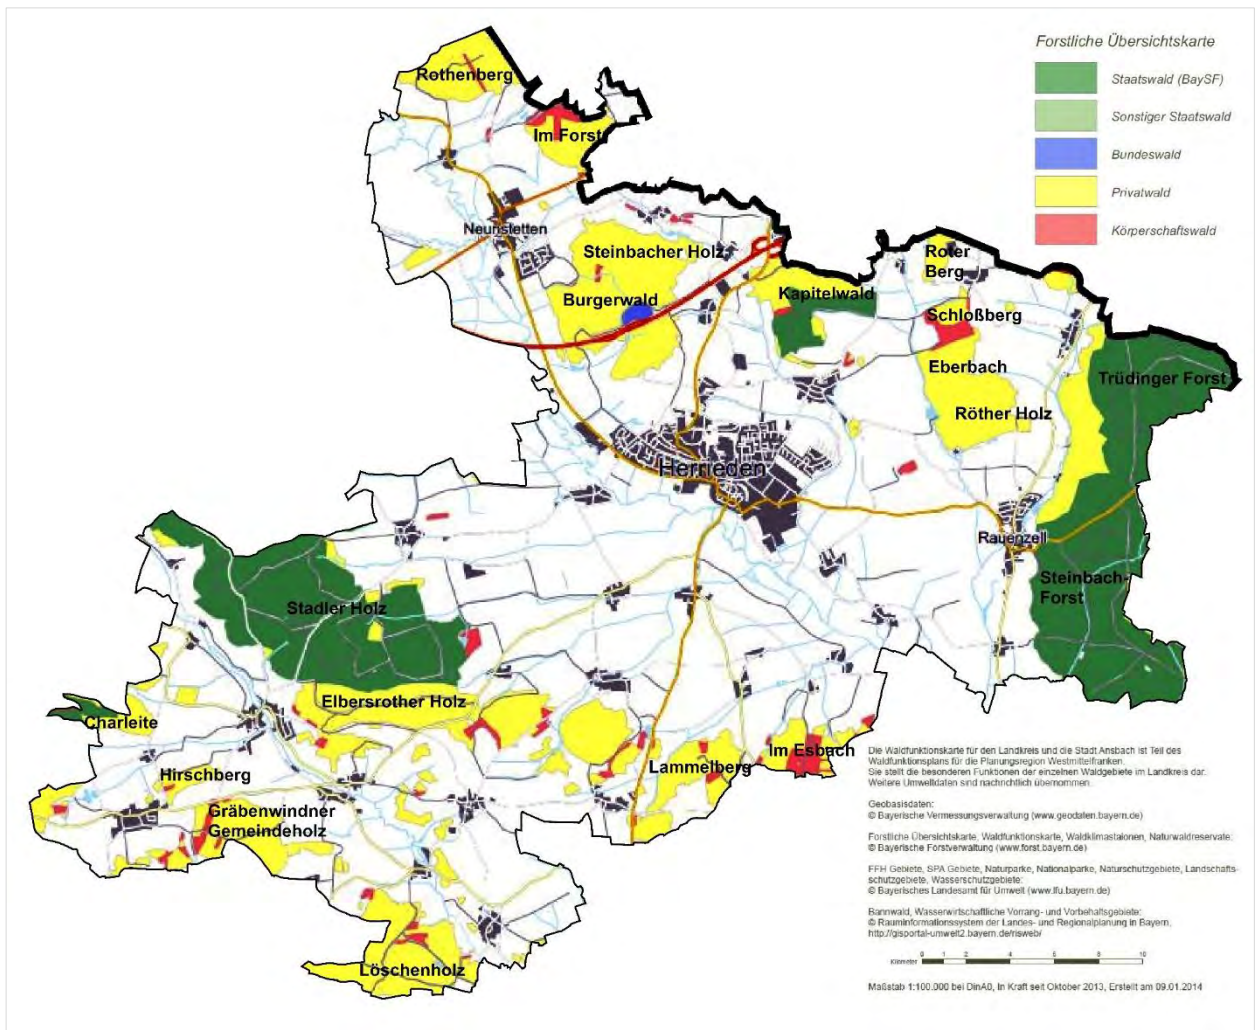 Forstliche Übersichtskarte
Staatswald (BaySF)
Sonstiger Staatswald
Bundeswald
Privatwald
Körperschaftswald
Rothenberg
Im Forst
Neunstetten
Steinbacher Holz
Burgerwald
Kapitelwald
Roter
Berg
Schloßberg
Eberbach
Röther Holz
Trüdinger Forst
Herrieden
Rauenzell
Steinbach-
Forst
Stadler Holz
Elbersrother Holz
Charleite
Hirschberg
Gräbenwindner
Gemeindeholz
Lammelberg
Im Esbach
Löschenholz
Die Waldfunktionskarte für den Landkreis und die Stadt Ansbach ist Teil des
Waldfunktionsplans für die Planungsregion Westmittelfranken.
Sie stellt die besonderen Funktionen der einzelnen Waldgebiete im Landkreis dar.
Weitere Umweltdaten sind nachrichtlich übernommen.
Geobasisdaten:
© Bayerische Vermessungsverwaltung (www.geodaten.bayern.de)
Forstliche Übersichtskarte, Waldfunktionskarte, Waldklimastaionen, Naturwaldreservate:
© Bayerische Forstverwaltung (www.forst.bayern.de)
FFH Gebiete, SPA Gebiete, Naturparke, Nationalparke, Naturschutzgebiete, Landschafts-
schutzgebiete, Wasserschutzgebiete:
© Bayerisches Landesamt für Umwelt (www.lfu.bayern.de)
Bannwald, Wasserwirtschaftliche Vorrang- und Vorbehaltsgebiete:
© Rauminformationssystem der Landes- und Regionalplanung in Bayern,
http://gisportal-umwelt2.bayern.de/risweb/
Kilometer 0 1 2 4 6 8 10
Maßstab 1:100.000 bei DinA0, In Kraft seit Oktober 2013, Erstellt am 09.01.2014